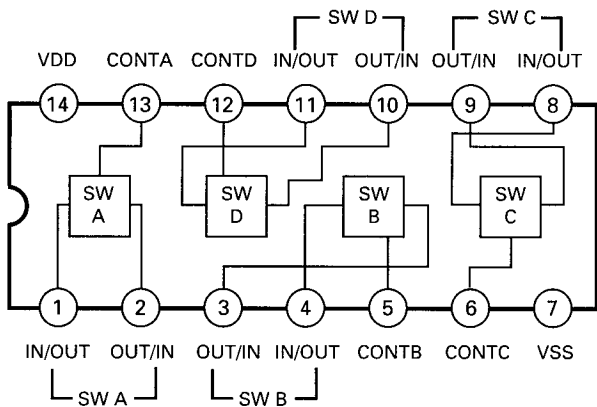 SW D SW C
VDD CONTA CONTD IN/OUT OUT/IN OUT/IN IN/OUT
14 13 12 11 10 9 8
SW SW SW SW
A D B C
1 2 3 4 5 6 7
IN/OUT OUT/IN OUT/IN IN/OUT CONTB CONTC VSS
SW A SW B